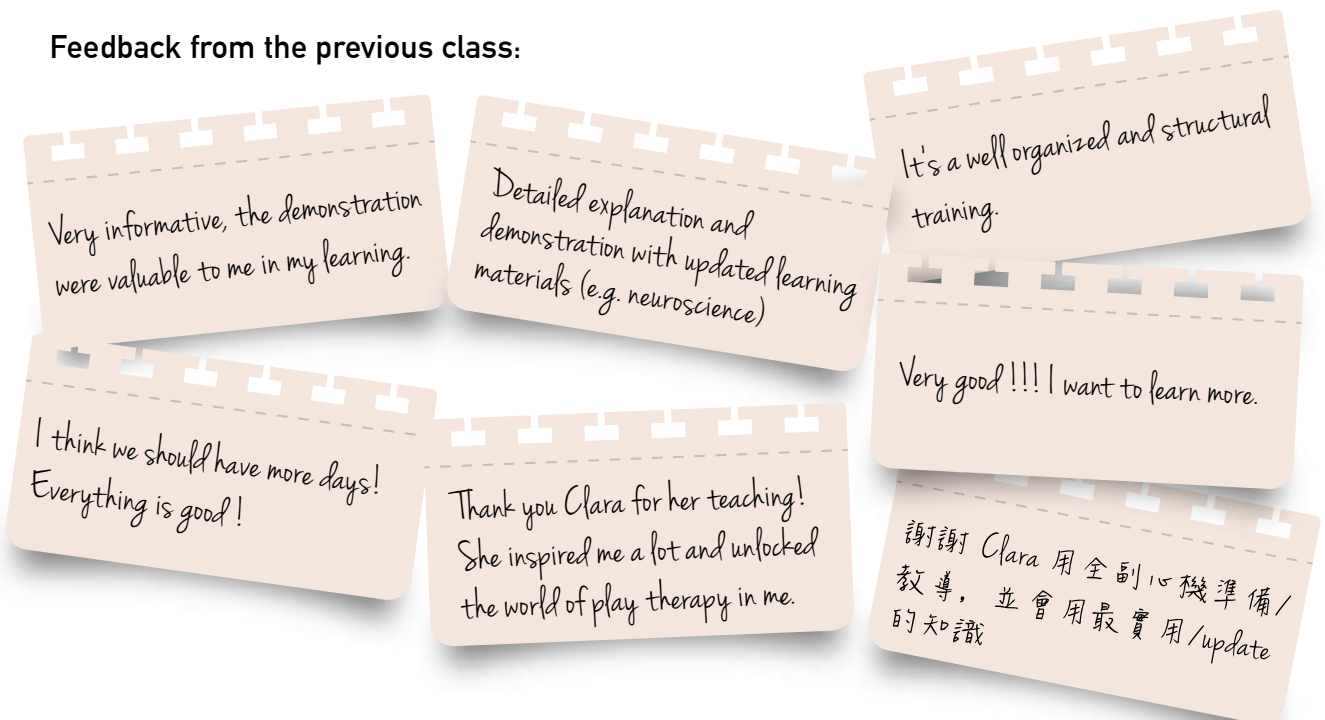 Feedback from the previous class:
Very informative, the demonstration
were valuable to me in my learning.
Detailed explanation and
demonstration with updated learning
materials (e.g. neuroscience)
It's a well organized and structural
training.
Very good !!! I want to learn more.
I think we should have more days!
Everything is good !
Thank you Clara for her teaching!
She inspired me a lot and unlocked
the world of play therapy in me.
謝謝 Clara 用全副心機準備/
教導, 並會用最實用/update
的知識